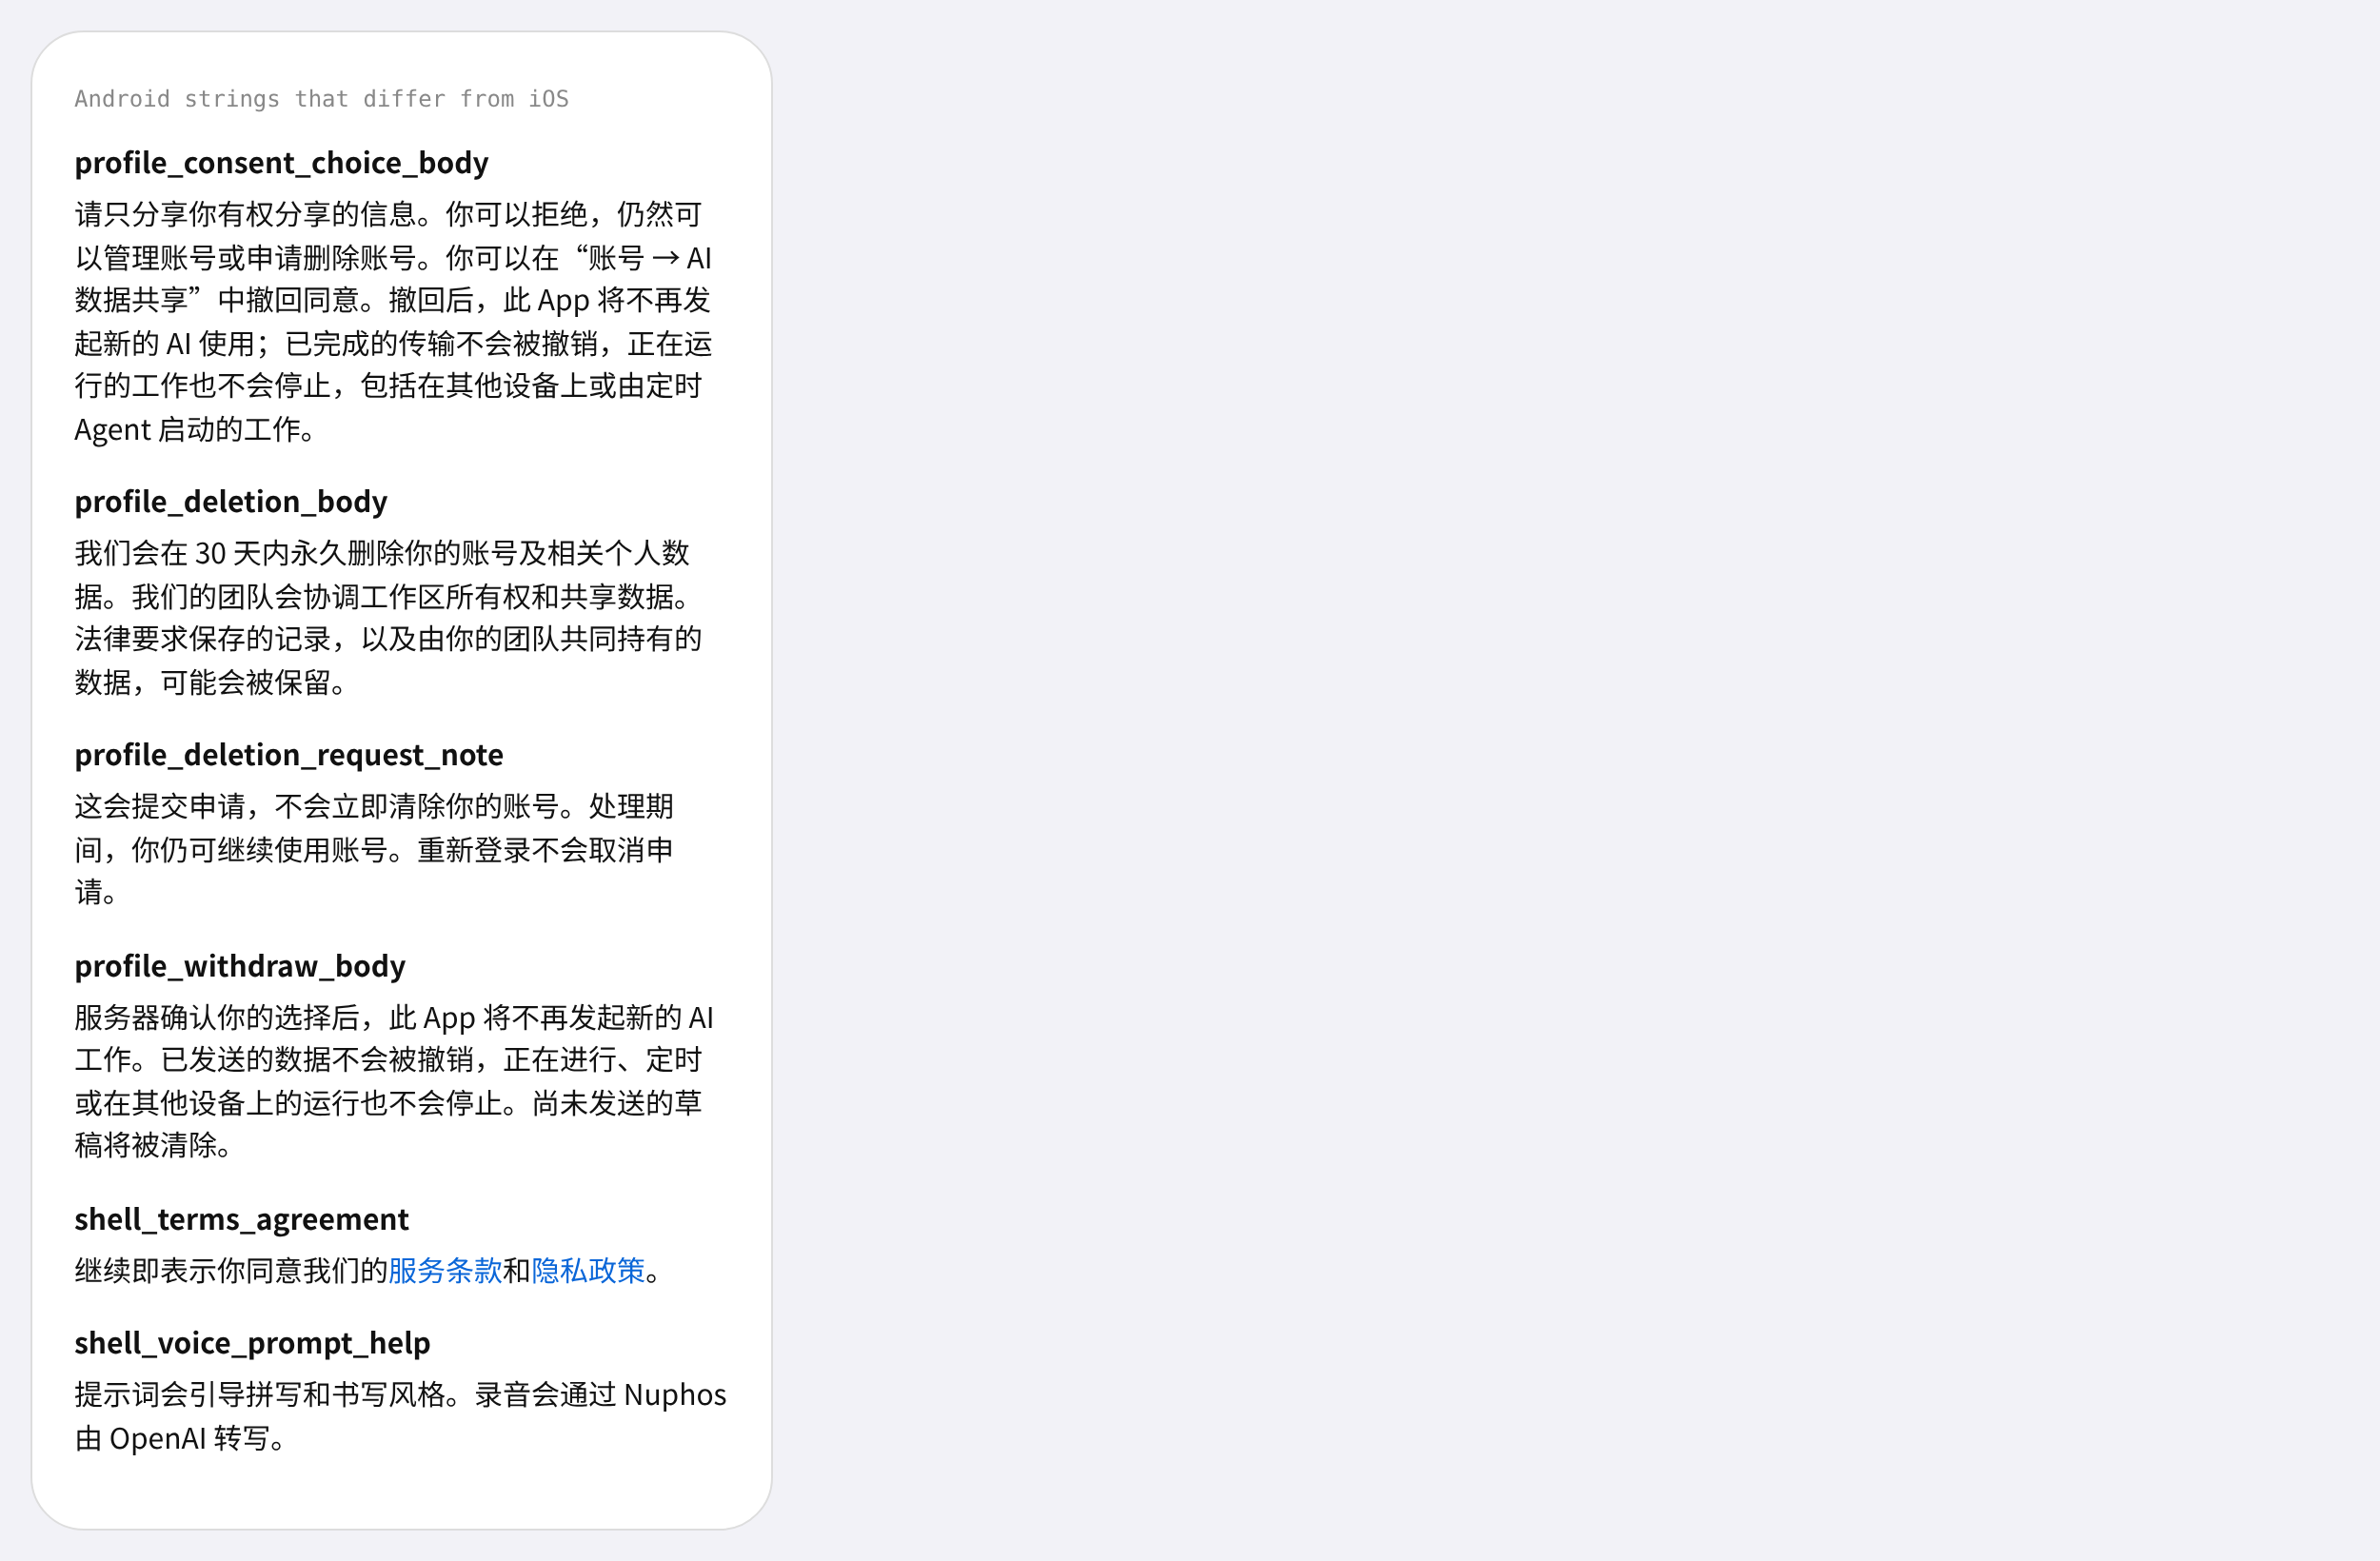 Android strings that differ from iOS
profile_consent_choice_body
请只分享你有权分享的信息。你可以拒绝，仍然可
以管理账号或申请删除账号。你可以在“账号 → AI
数据共享”中撤回同意。撤回后，此 App 将不再发
起新的 AI 使用；已完成的传输不会被撤销，正在运
行的工作也不会停止，包括在其他设备上或由定时
Agent 启动的工作。
profile_deletion_body
我们会在 30 天内永久删除你的账号及相关个人数
据。我们的团队会协调工作区所有权和共享数据。
法律要求保存的记录，以及由你的团队共同持有的
数据，可能会被保留。
profile_deletion_request_note
这会提交申请，不会立即清除你的账号。处理期
间，你仍可继续使用账号。重新登录不会取消申
请。
profile_withdraw_body
服务器确认你的选择后，此 App 将不再发起新的 AI
工作。已发送的数据不会被撤销，正在进行、定时
或在其他设备上的运行也不会停止。尚未发送的草
稿将被清除。
shell_terms_agreement
继续即表示你同意我们的服务条款和隐私政策。
shell_voice_prompt_help
提示词会引导拼写和书写风格。录音会通过 Nuphos
由 OpenAI 转写。